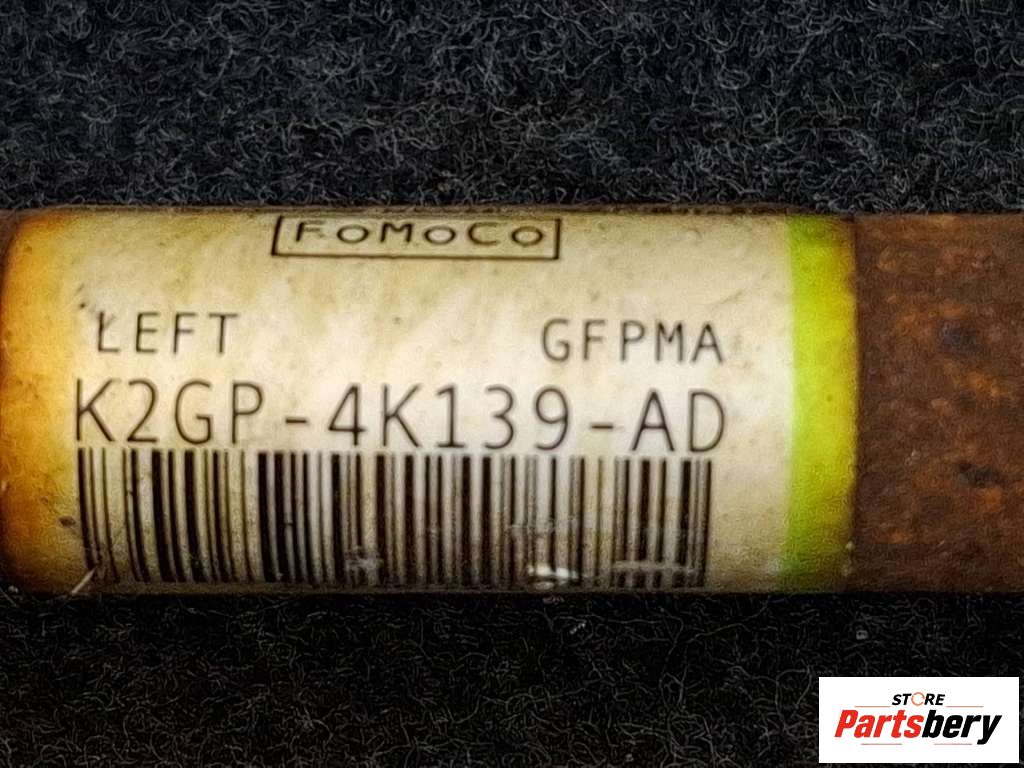 FoMoCo
LEFT GFPMA
K2GP-4K139-AD
STORE
Partsbery